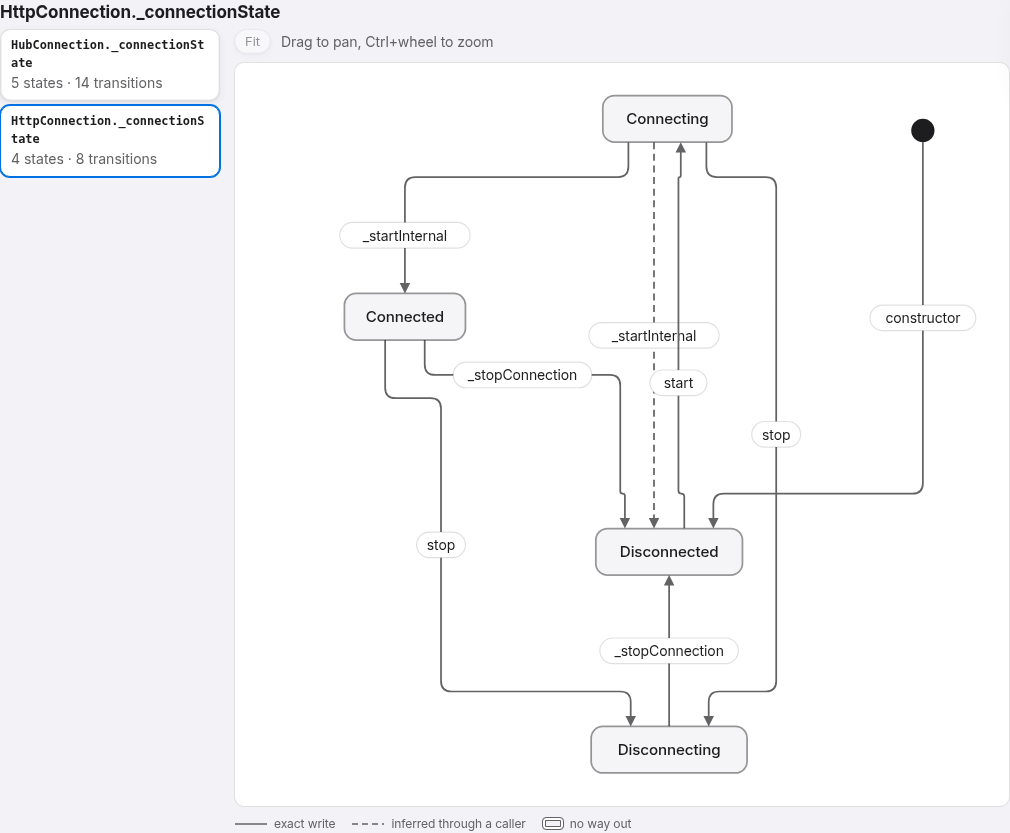 HttpConnection._connectionState
HubConnection._connectionSt
ate
5 states · 14 transitions
HttpConnection._connectionS
tate
4 states · 8 transitions
Fit
Drag to pan, Ctrl+wheel to zoom
Connecting
_startInternal
Connected
constructor
_startInternal
_stopConnection
start
stop
stop
Disconnected
_stopConnection
Disconnecting
exact write
inferred through a caller
no way out